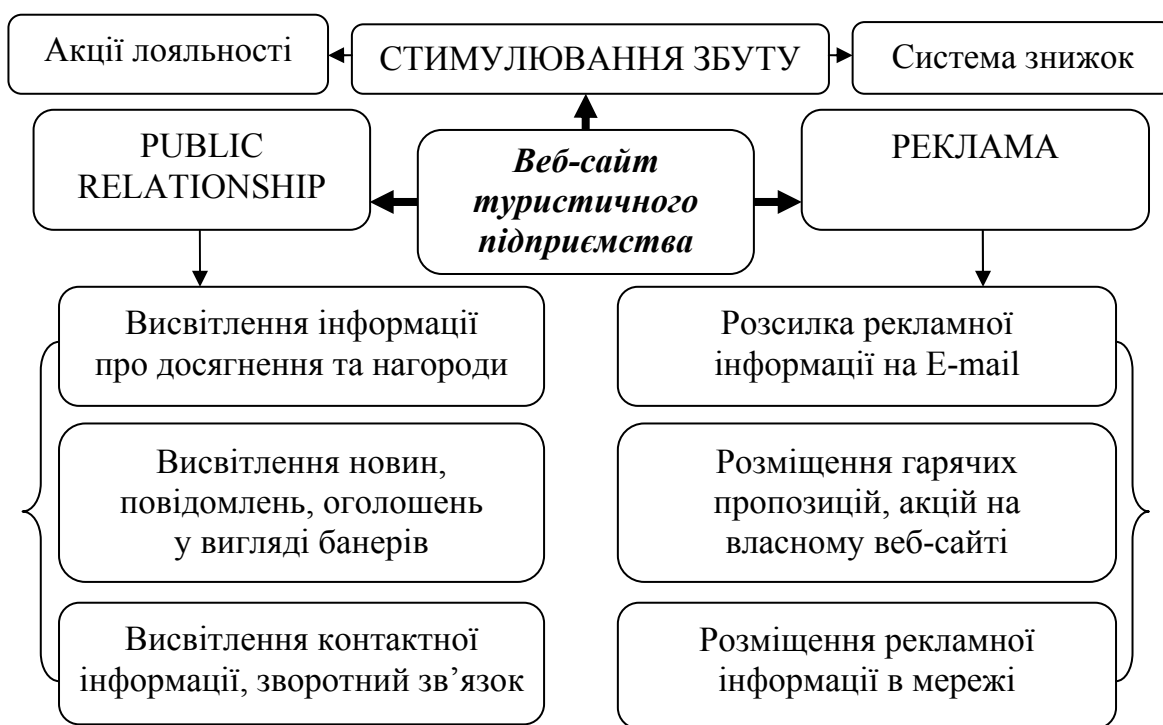 Акції лояльності
СТИМУЛЮВАННЯ ЗБУТУ
Система знижок
PUBLIC
RELATIONSHIP
Веб-сайт
туристичного
підприємства
РЕКЛАМА
Висвітлення інформації
про досягнення та нагороди
Висвітлення новин,
повідомлень, оголошень
у вигляді банерів
Висвітлення контактної
інформації, зворотний зв’язок
Розсилка рекламної
інформації на E-mail
Розміщення гарячих
пропозицій, акцій на
власному веб-сайті
Розміщення рекламної
інформації в мережі